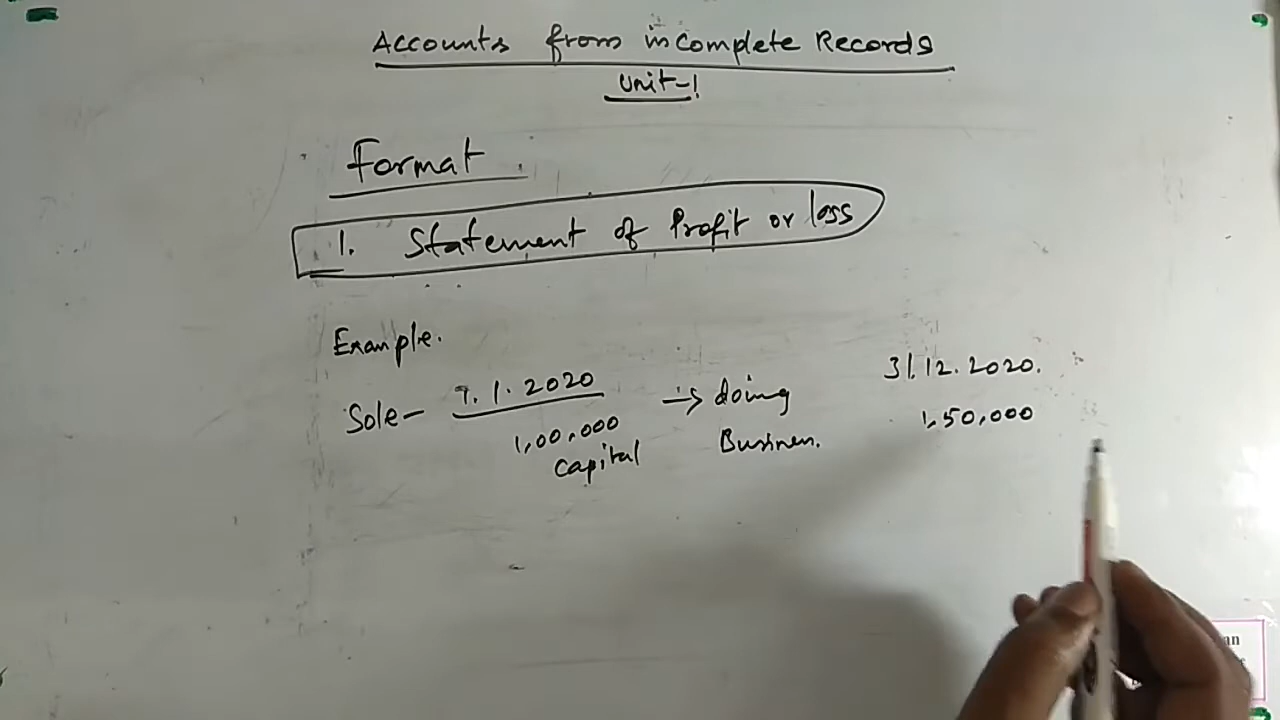 Accounts from incomplete Records
Unit-1
Format
1. Statement of Profit or loss
Example.
Sole- 1.1.2020 → doing 31.12.2020.
1,00,000 Business. 1,50,000
Capital